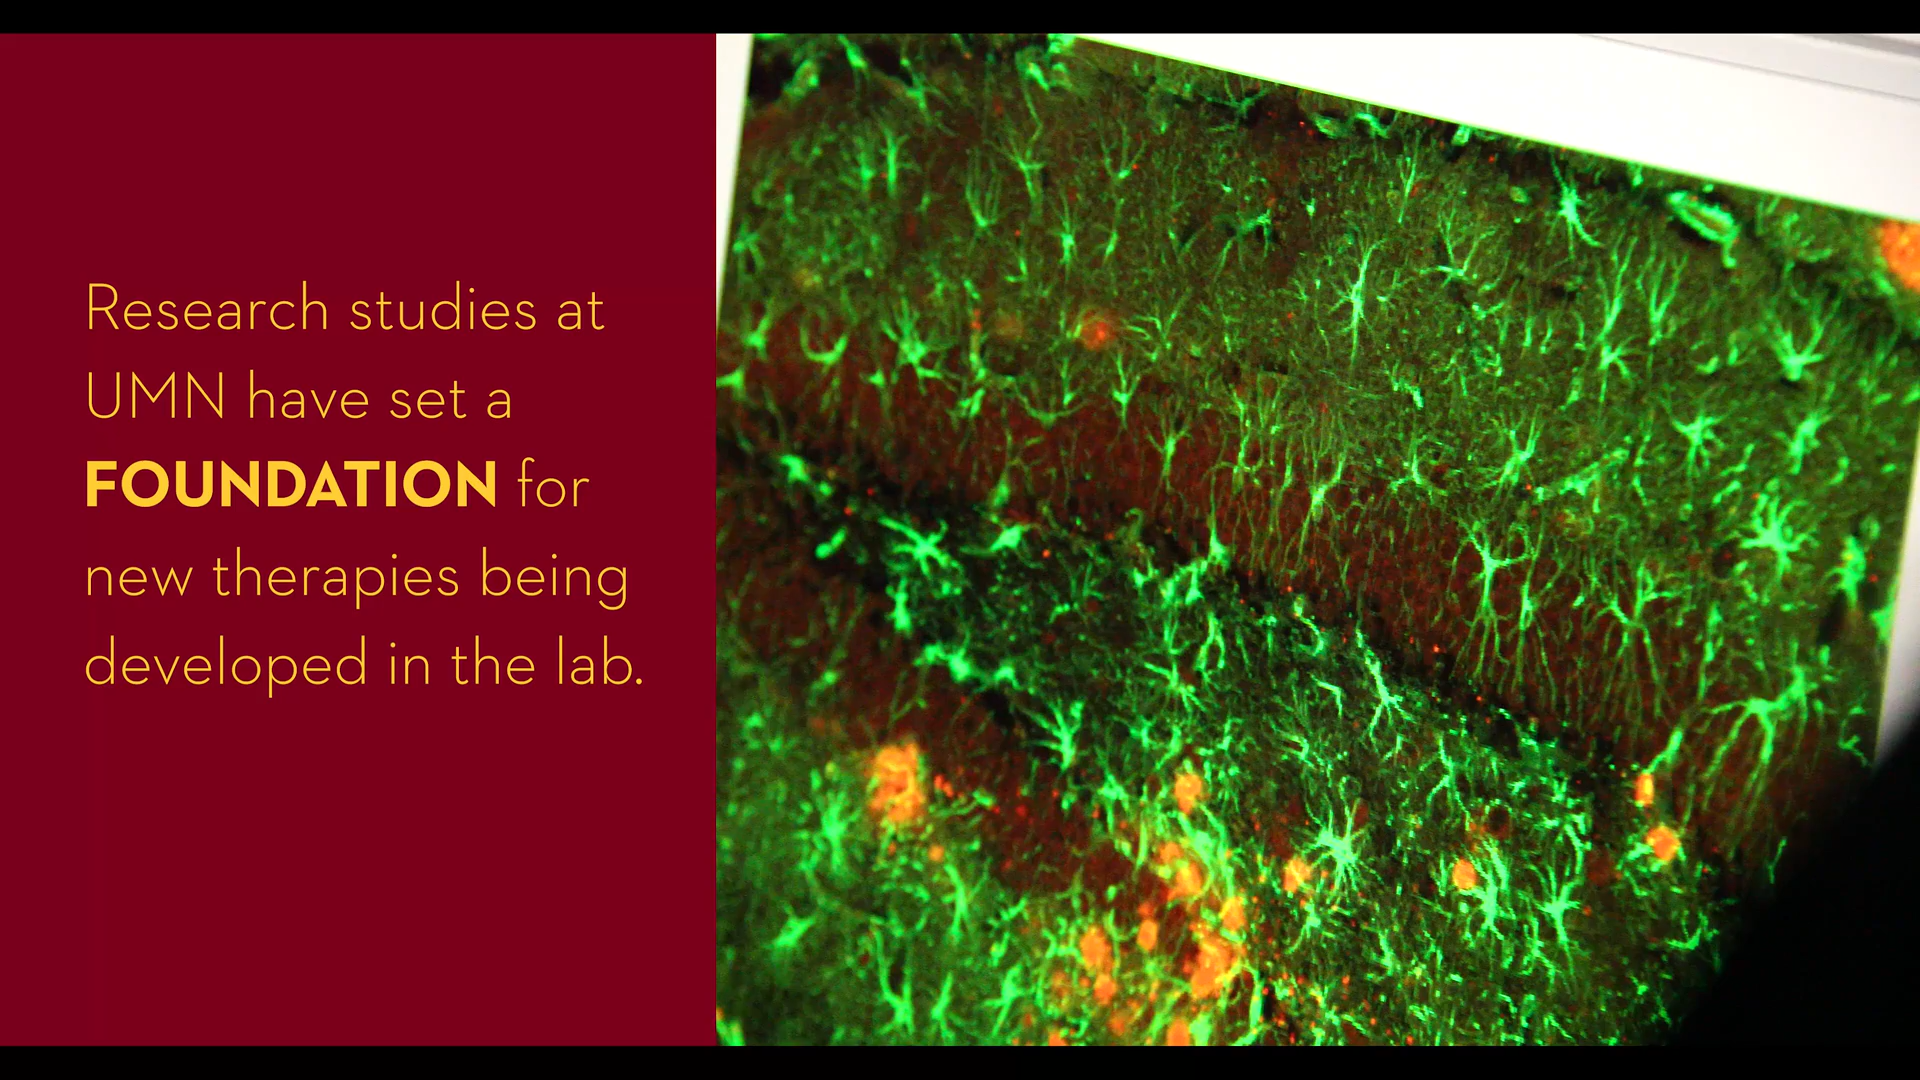 Research studies at
UMN have set a
FOUNDATION for
new therapies being
developed in the lab.